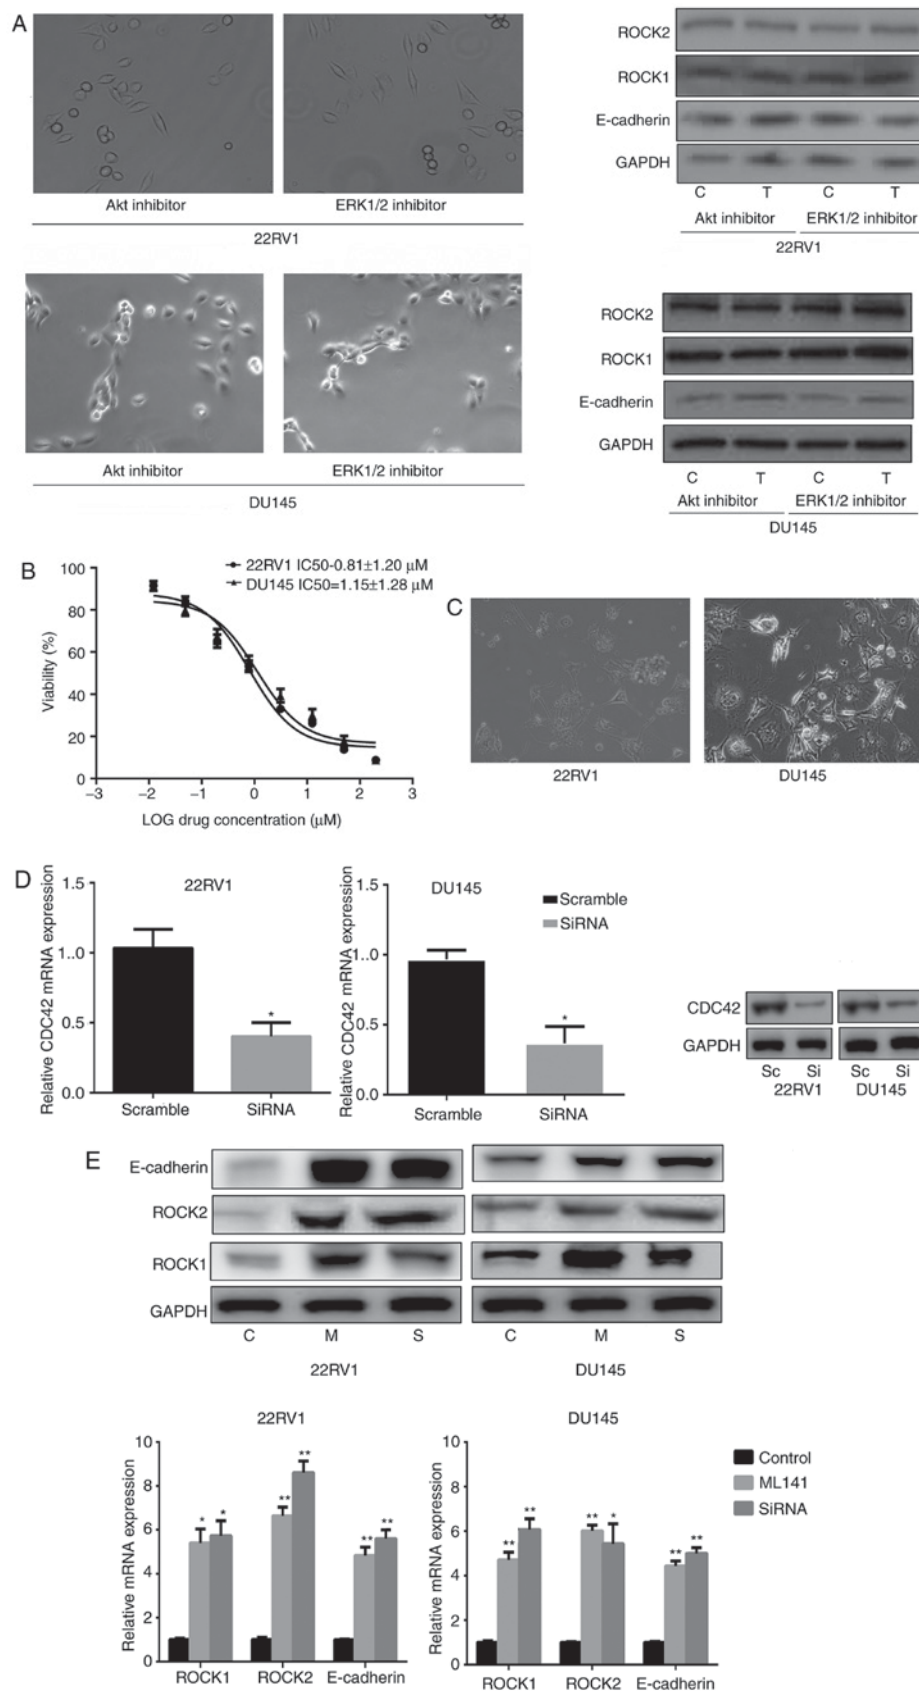 A
Akt inhibitor
ERK1/2 inhibitor
22RV1
Akt inhibitor
ERK1/2 inhibitor
DU145
ROCK2
ROCK1
E-cadherin
GAPDH
C T C T
Akt inhibitor ERK1/2 inhibitor
22RV1
ROCK2
ROCK1
E-cadherin
GAPDH
C T C T
Akt inhibitor ERK1/2 inhibitor
DU145
B
22RV1 IC50-0.81±1.20 μM
DU145 IC50=1.15±1.28 μM
Viability (%)
100
80
60
40
20
0
−3 −2 −1 0 1 2 3
LOG drug concentration (μM)
C
22RV1
DU145
D
22RV1
Relative CDC42 mRNA expression
1.5
1.0
0.5
0.0
*
Scramble SiRNA
DU145
Relative CDC42 mRNA expression
1.5
1.0
0.5
0.0
*
Scramble SiRNA
Scramble
SiRNA
CDC42
GAPDH
Sc Si Sc Si
22RV1 DU145
E
E-cadherin
ROCK2
ROCK1
GAPDH
C M S C M S
22RV1 DU145
22RV1
Relative mRNA expression
10
8
6
4
2
0
* * ** ** ** **
ROCK1 ROCK2 E-cadherin
DU145
Relative mRNA expression
10
8
6
4
2
0
** ** ** * ** **
ROCK1 ROCK2 E-cadherin
Control
ML141
SiRNA